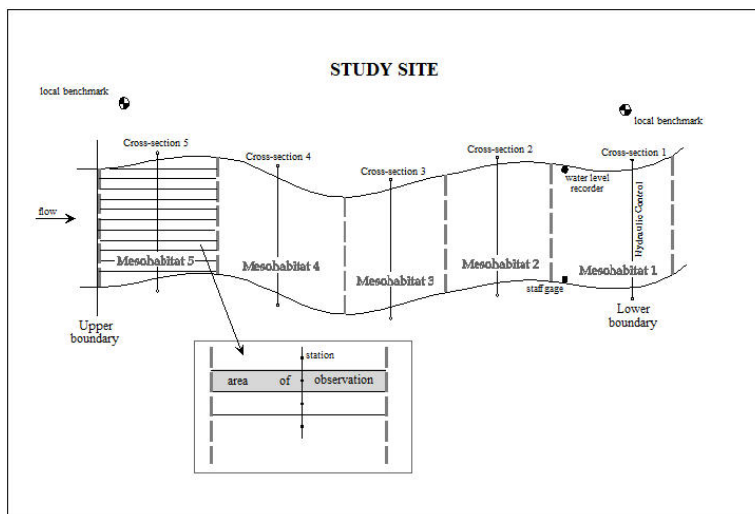 STUDY SITE
local benchmark
local benchmark
Cross-section 5
Cross-section 4
Cross-section 3
Cross-section 2
Cross-section 1
water level
recorder
Hydraulic Control
flow
Mesohabitat 5
Mesohabitat 4
Mesohabitat 3
Mesohabitat 2
Mesohabitat 1
staff gage
Upper
boundary
Lower
boundary
station
area of observation